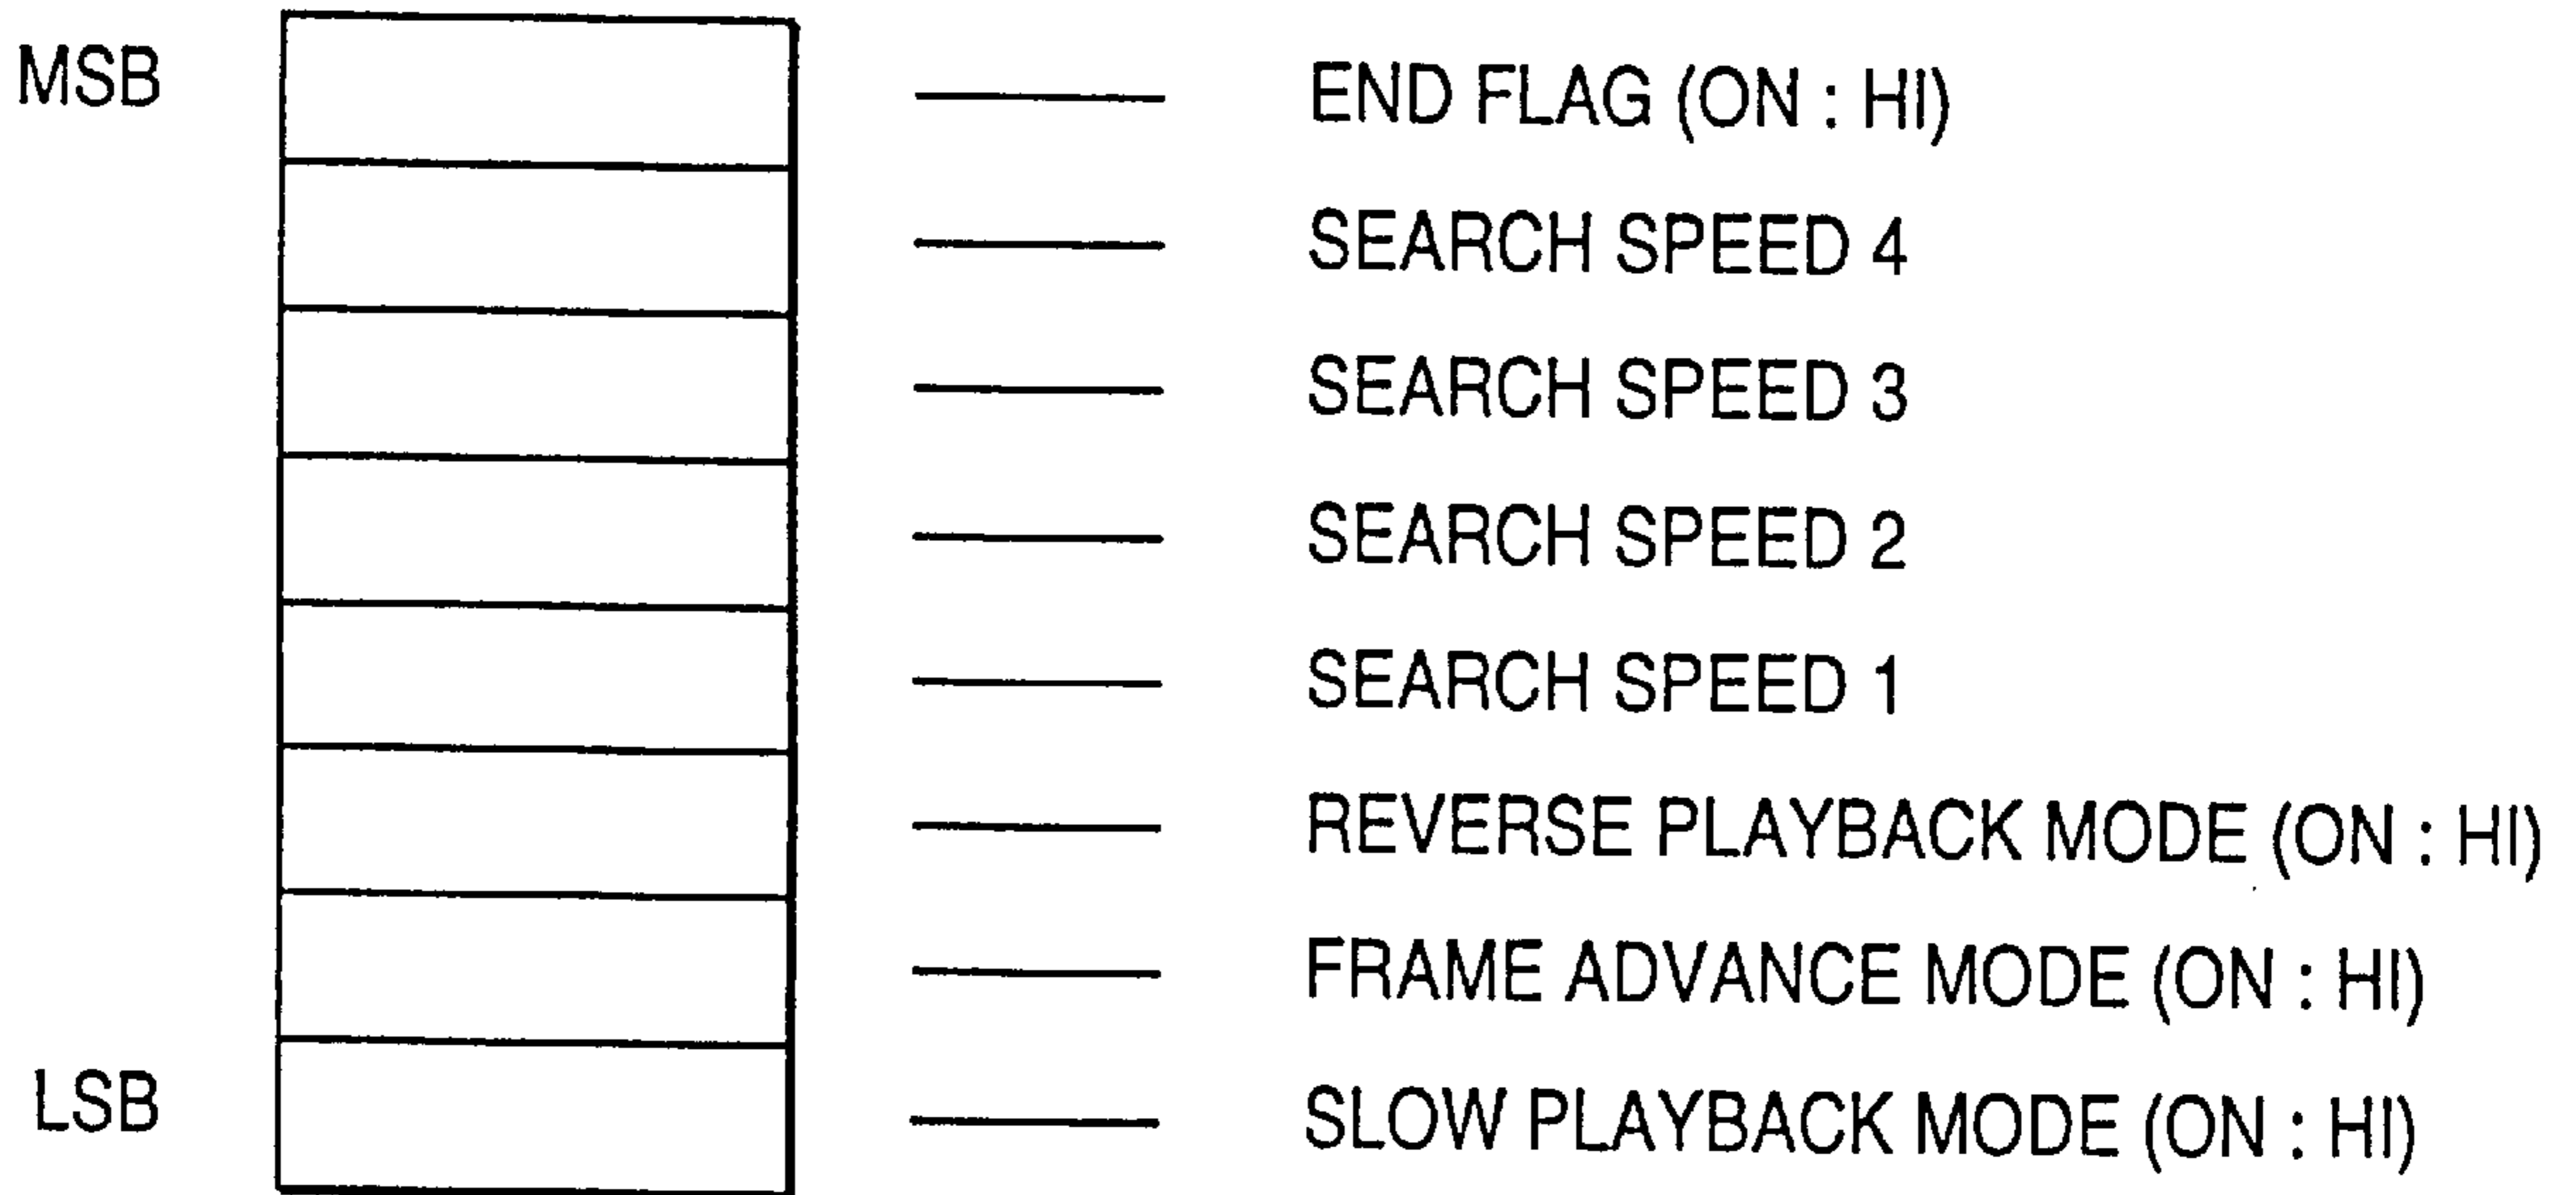 MSB
END FLAG (ON : HI)
SEARCH SPEED 4
SEARCH SPEED 3
SEARCH SPEED 2
SEARCH SPEED 1
REVERSE PLAYBACK MODE (ON : HI)
FRAME ADVANCE MODE (ON : HI)
LSB
SLOW PLAYBACK MODE (ON : HI)